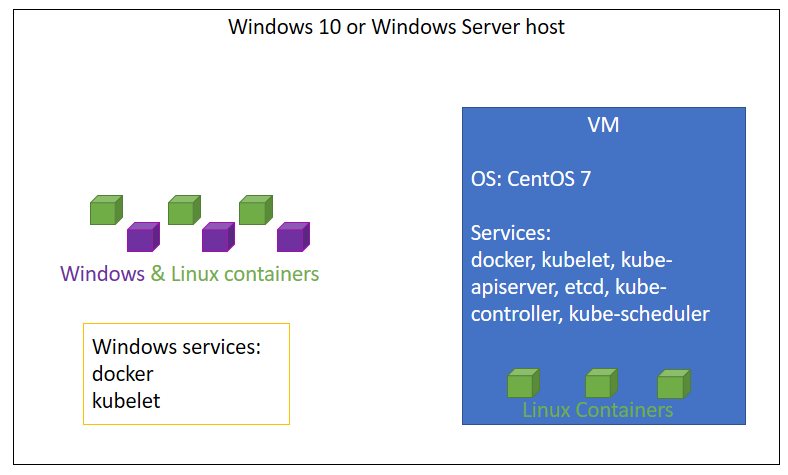 Windows 10 or Windows Server host
VM
OS: CentOS 7
Services:
docker, kubelet, kube-
apiserver, etcd, kube-
controller, kube-scheduler
Linux Containers
Windows & Linux containers
Windows services:
docker
kubelet